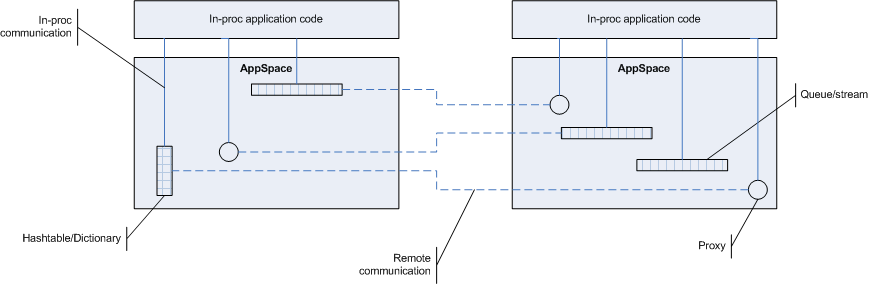 In-proc
communication
In-proc application code
In-proc application code
AppSpace
AppSpace
Queue/stream
Hashtable/Dictionary
Remote
communication
Proxy